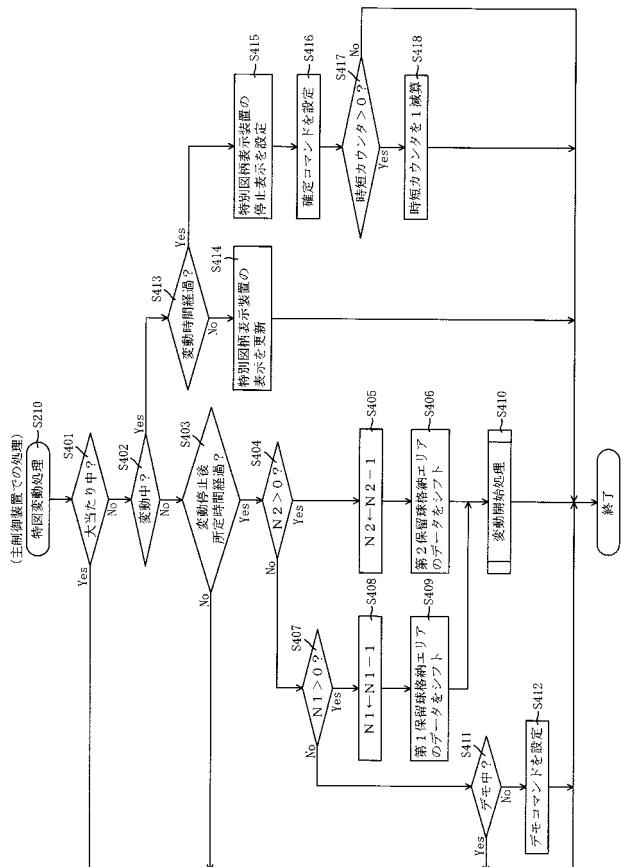 (主制御装置での処理)
特図変動処理
S210
大当たり中？
S401
Yes
No
変動中？
S402
Yes
No
変動停止後
所定時間経過？
S403
No
Yes
N2＞0？
S404
No
Yes
N2←N2－1
S405
第2保留球格納エリア
のデータをシフト
S406
N1＞0？
S407
No
Yes
N1←N1－1
S408
第1保留球格納エリア
のデータをシフト
S409
変動開始処理
S410
デモ中？
S411
Yes
No
デモコマンドを設定
S412
変動時間経過？
S413
Yes
No
特別図柄表示装置の
表示を更新
S414
特別図柄表示装置の
停止表示を設定
S415
確定コマンドを設定
S416
時短カウンタ＞0？
S417
No
Yes
時短カウンタを1減算
S418
終了